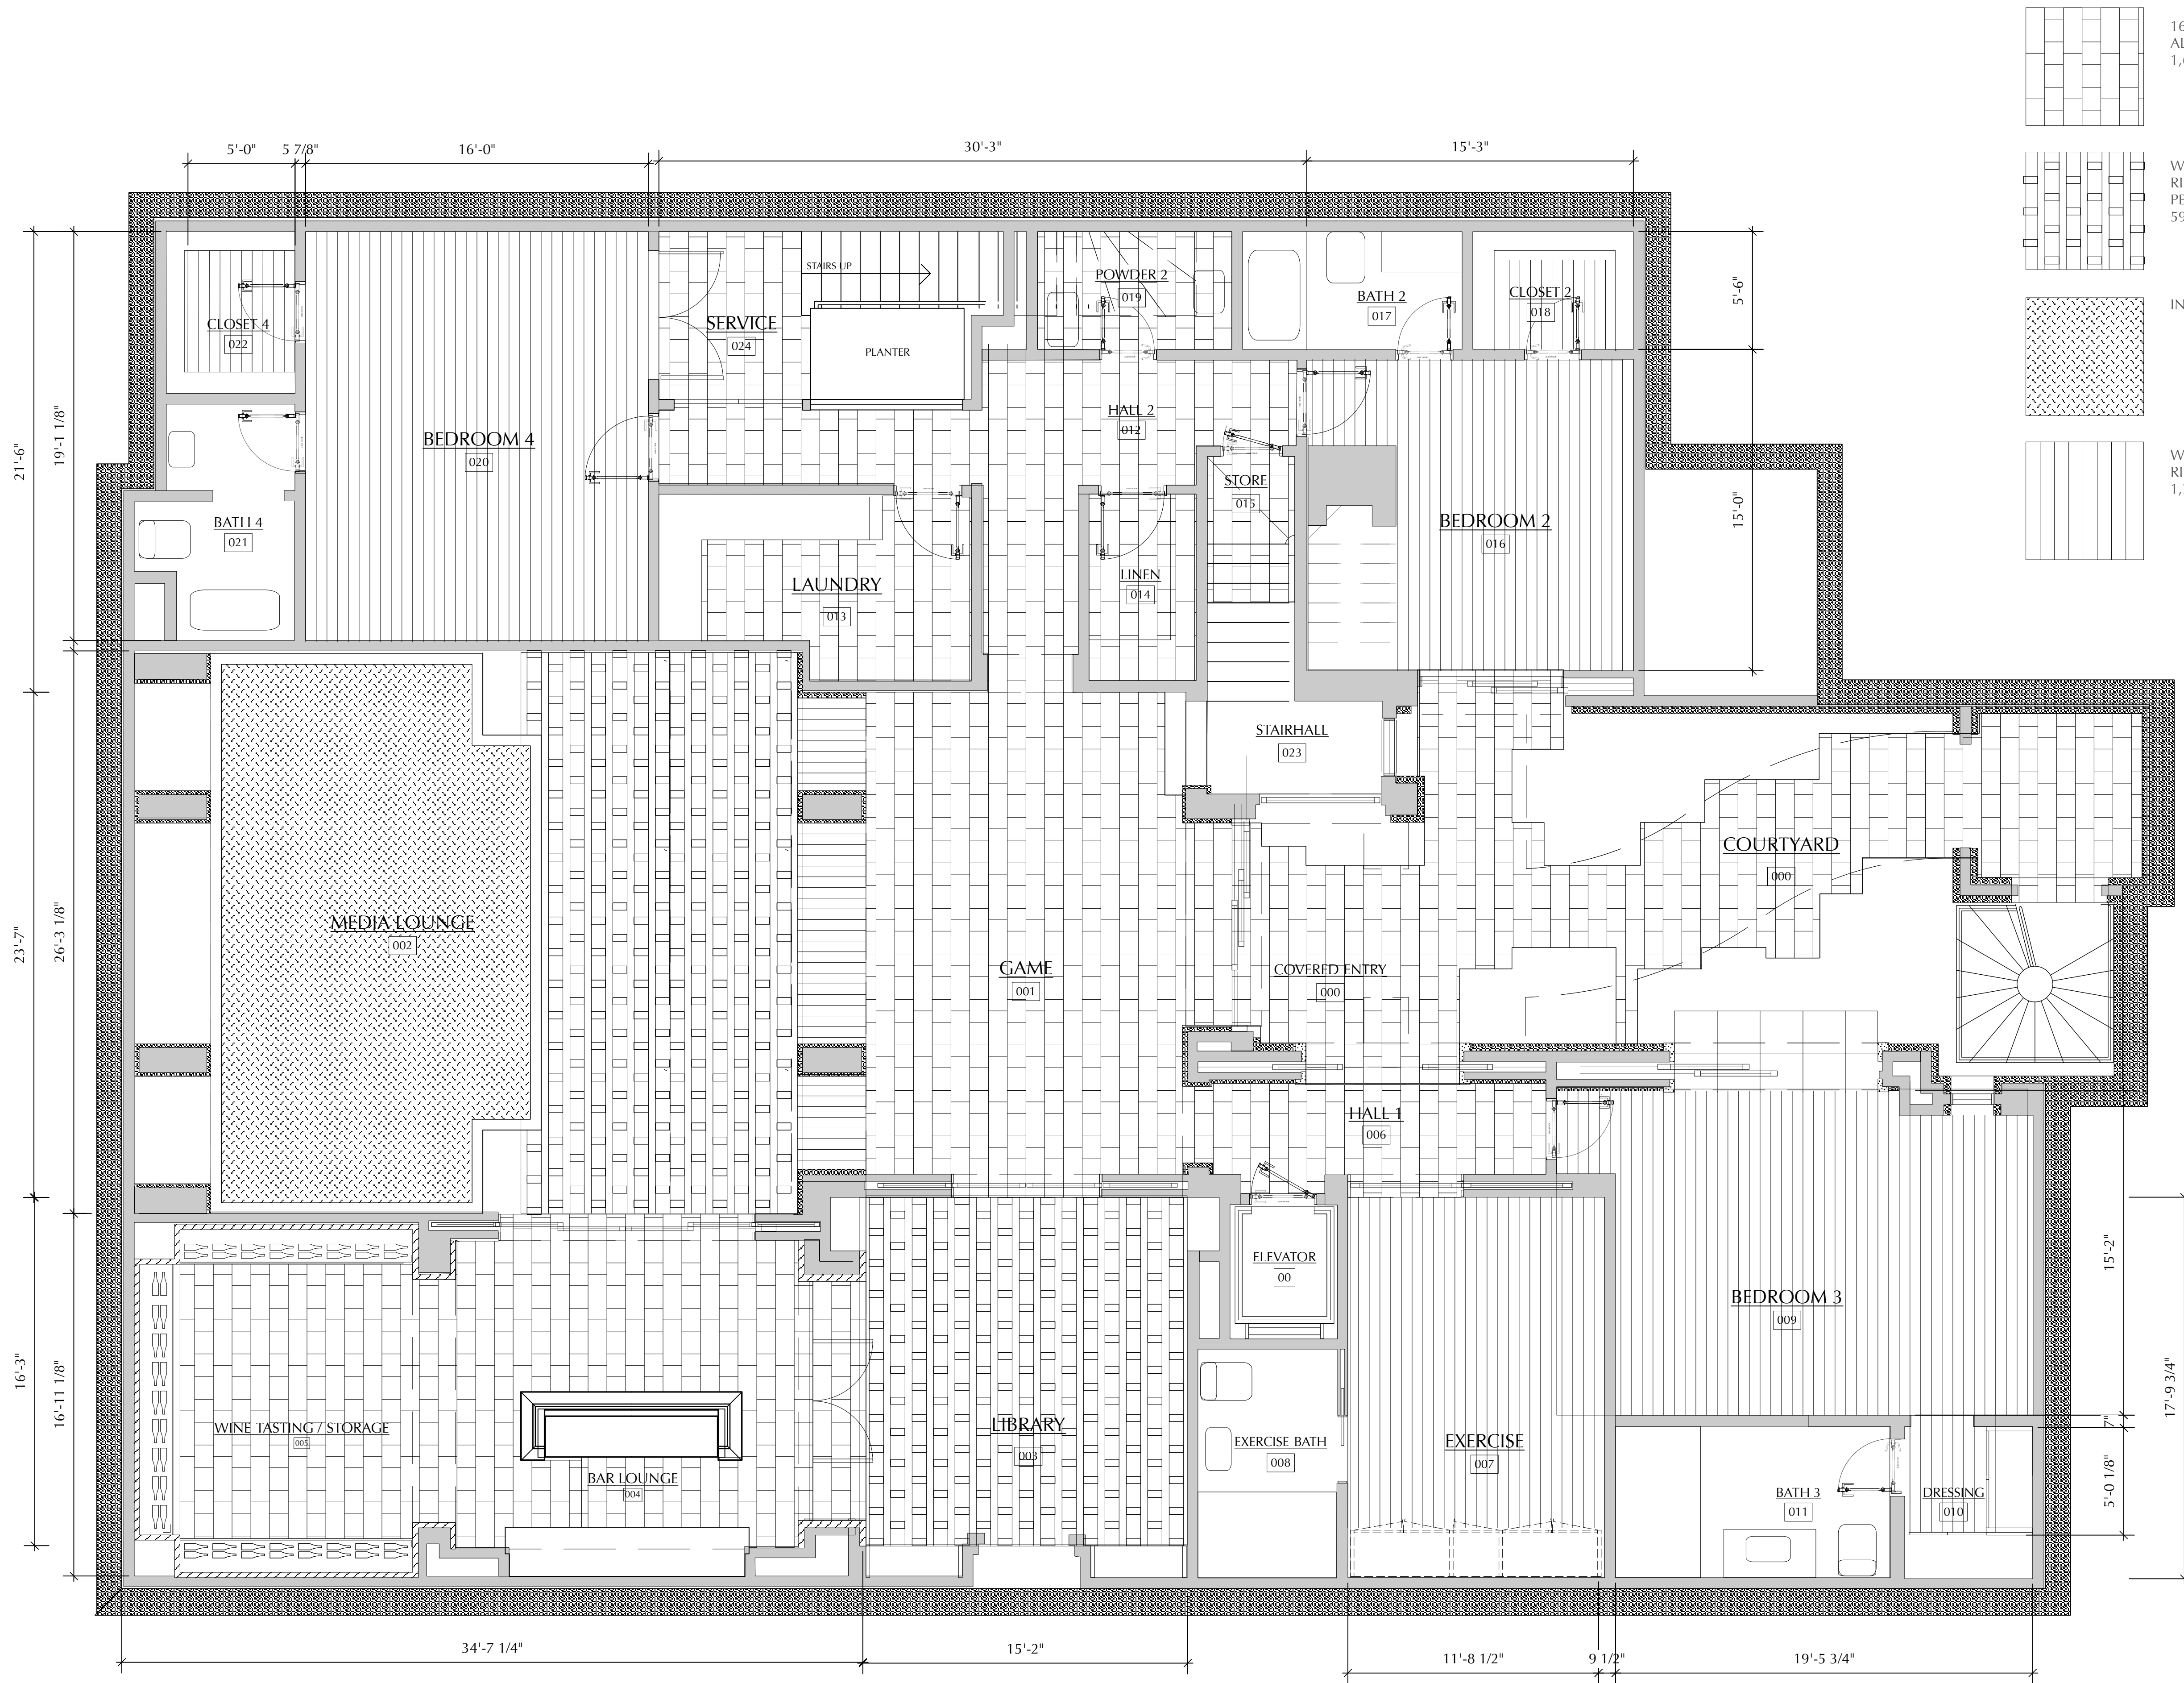 16
AL
W
RI
PE
59
IN
W
RI
5'-0"
5 7/8"
16'-0"
30'-3"
15'-3"
STAIRS UP
PLANTER
POWDER 2
019
BATH 2
017
CLOSET 2
018
5'-6"
CLOSET 4
022
SERVICE
024
HALL 2
012
BEDROOM 4
020
19'-1 1/8"
21'-6"
STORE
015
BEDROOM 2
016
15'-0"
BATH 4
021
LAUNDRY
013
LINEN
014
STAIRHALL
023
COURTYARD
000
MEDIA LOUNGE
002
23'-7"
26'-3 1/8"
GAME
001
COVERED ENTRY
000
HALL 1
006
ELEVATOR
00
BEDROOM 3
009
15'-2"
16'-3"
16'-11 1/8"
17'-9 3/4"
WINE TASTING / STORAGE
005
BAR LOUNGE
004
LIBRARY
003
EXERCISE BATH
008
EXERCISE
007
7"
BATH 3
011
DRESSING
010
5'-0 1/8"
34'-7 1/4"
15'-2"
11'-8 1/2"
9 1/2"
19'-5 3/4"